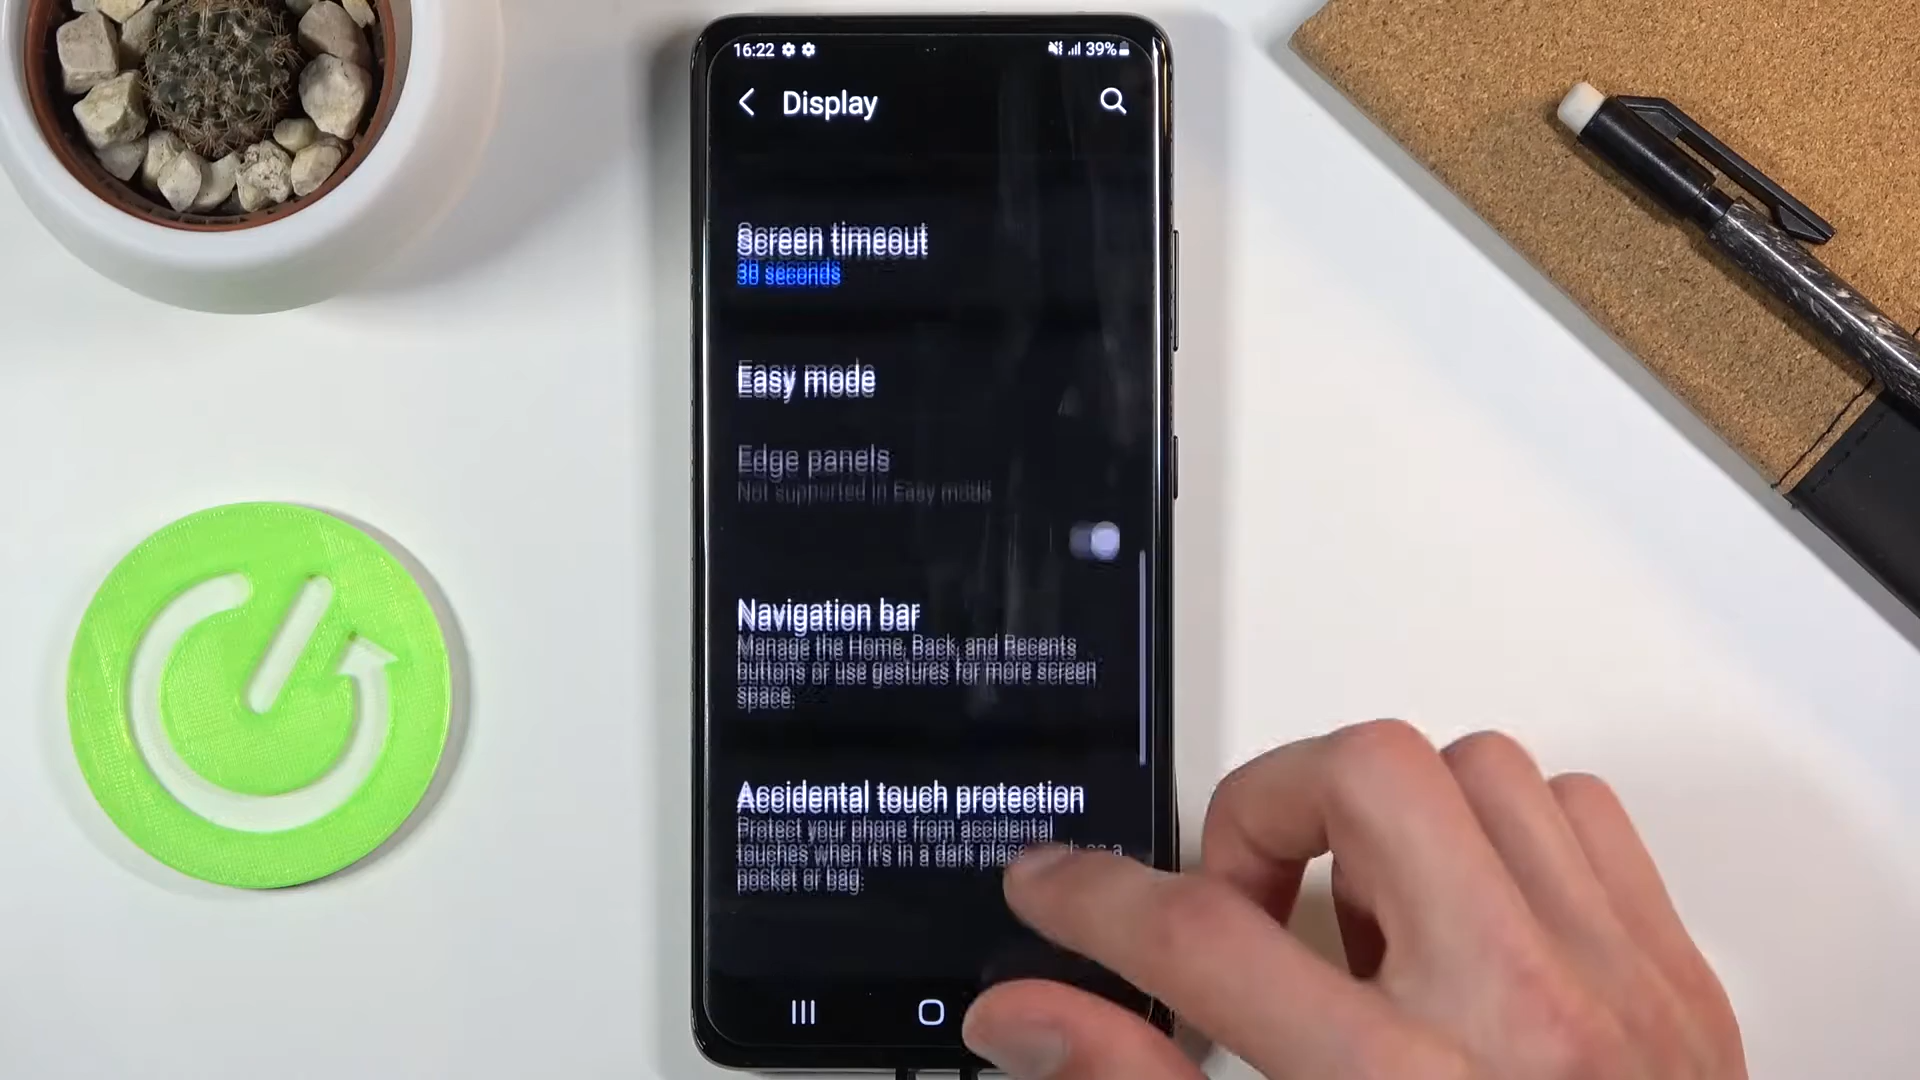 16:22
39%
Display
Screen timeout
30 seconds
Easy mode
Edge panels
Not supported in Easy mode
Navigation bar
Manage the Home, Back, and Recents
buttons or use gestures for more screen
space.
Accidental touch protection
Protect your phone from accidental
touches when it's in a dark place as a
pocket or bag.